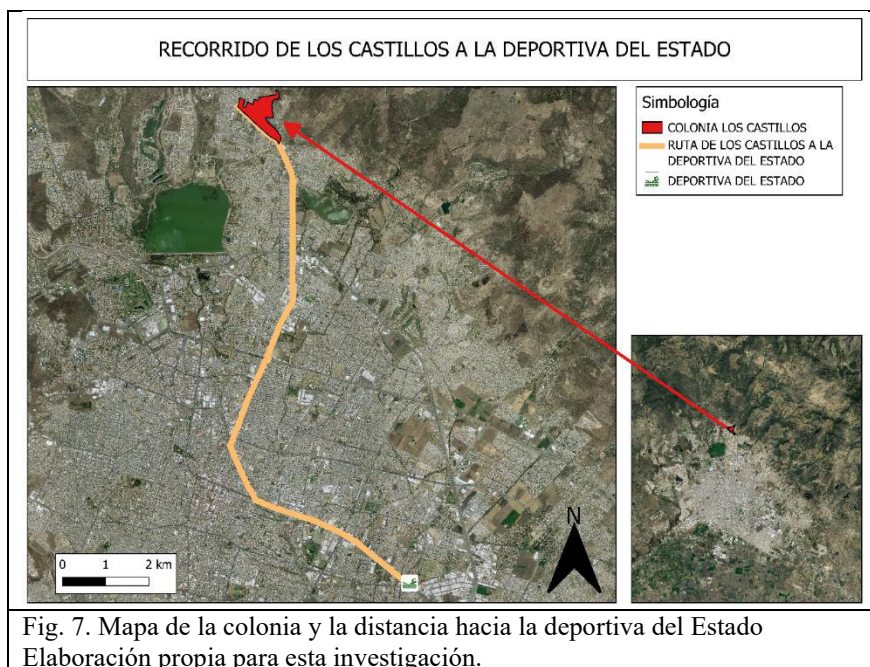 RECORRIDO DE LOS CASTILLOS A LA DEPORTIVA DEL ESTADO
Simbología
COLONIA LOS CASTILLOS
RUTA DE LOS CASTILLOS A LA
DEPORTIVA DEL ESTADO
DEPORTIVA DEL ESTADO
N
0 1 2 km
Fig. 7. Mapa de la colonia y la distancia hacia la deportiva del Estado
Elaboración propia para esta investigación.